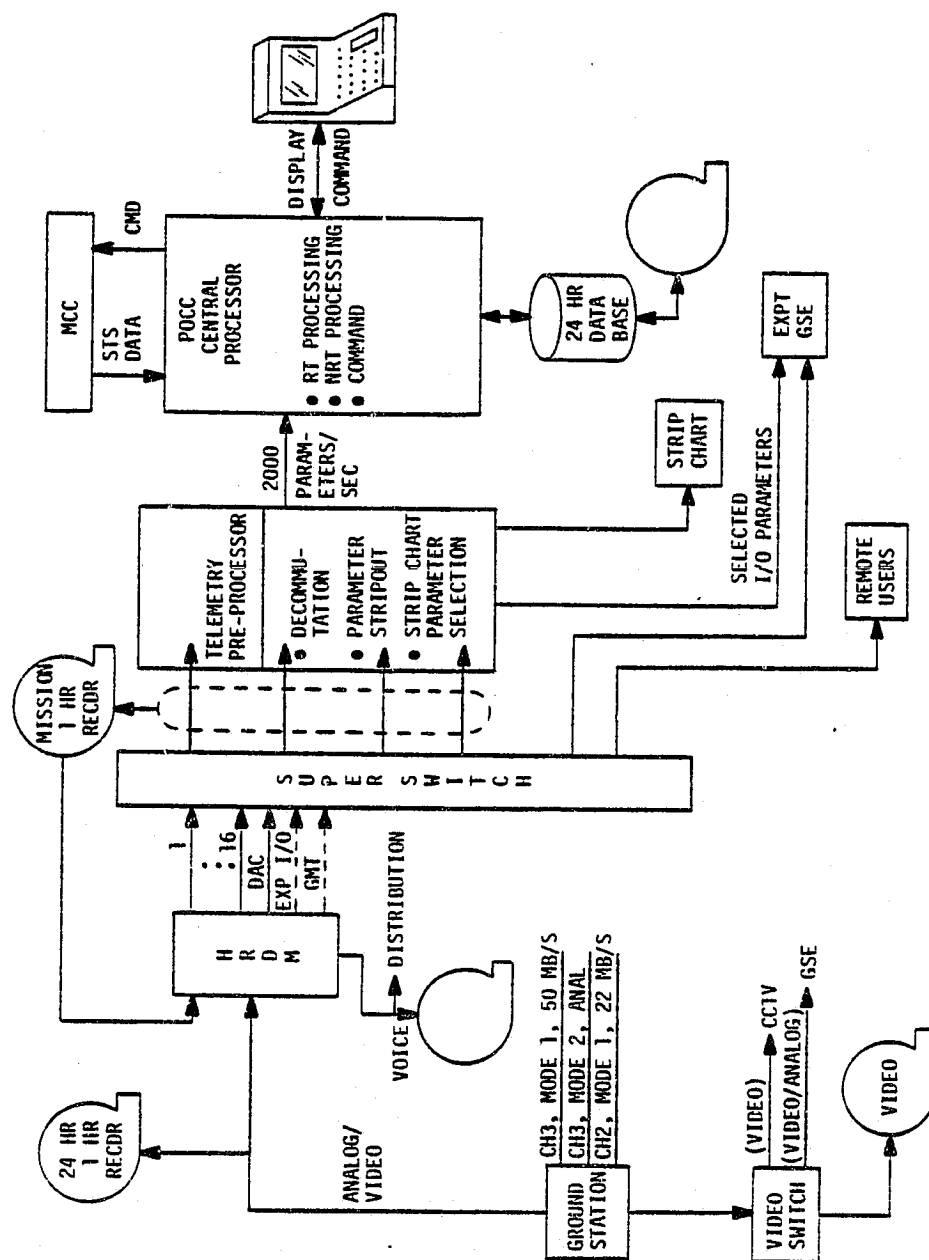 24 HR
1 HR
RECDR
ANALOG/
VIDEO
GROUND
STATION
CH3, MODE 1, 50 MB/S
CH3, MODE 2, ANAL
CH2, MODE 1, 22 MB/S
VIDEO
SWITCH
(VIDEO)
CCTV
(VIDEO/ANALOG)
GSE
VIDEO
HRDM
VOICE
DISTRIBUTION
1
:
:
16
DAC
EXP I/O
GMT
MISSION
1 HR
RECDR
SUPER SWITCH
TELEMETRY
PRE-PROCESSOR
• DECOMMU-
TATION
• PARAMETER
STRIPOUT
• STRIP CHART
PARAMETER
SELECTION
2000
PARAM-
ETERS/
SEC
MCC
STS
DATA
CMD
POCC
CENTRAL
PROCESSOR
• RT PROCESSING
• NRT PROCESSING
• COMMAND
DISPLAY
COMMAND
24 HR
DATA
BASE
STRIP
CHART
SELECTED
I/O PARAMETERS
EXPT
GSE
REMOTE
USERS